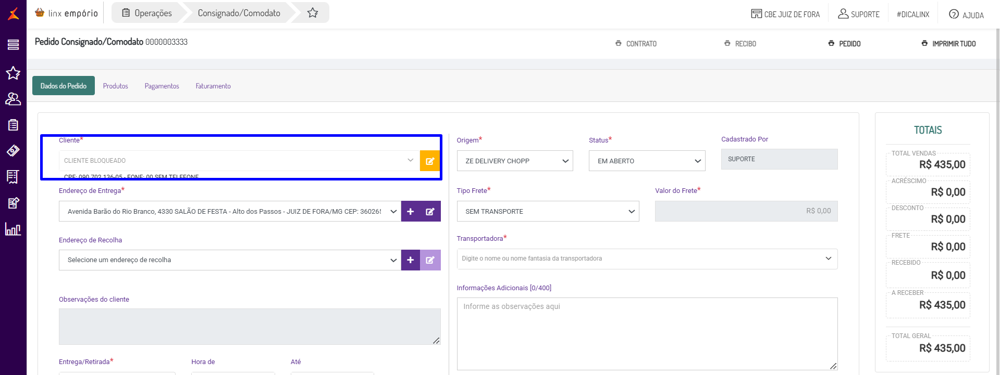 linx empório
Operações
Consignado/Comodato
CBE JUIZ DE FORA
SUPORTE
#DICALINX
AJUDA
Pedido Consignado/Comodato 0000003333
CONTRATO
RECIBO
PEDIDO
IMPRIMIR TUDO
Dados do Pedido
Produtos
Pagamentos
Faturamento
Cliente*
CLIENTE BLOQUEADO
CPF: 090.702.136-05 - FONE: 00 SEM TELEFONE
Endereço de Entrega*
Avenida Barão do Rio Branco, 4330 SALÃO DE FESTA - Alto dos Passos - JUIZ DE FORA/MG CEP: 360265
Endereço de Recolha
Selecione um endereço de recolha
Observações do cliente
Entrega/Retirada*
Hora de
Até
Origem*
ZE DELIVERY CHOPP
Status*
EM ABERTO
Cadastrado Por
SUPORTE
Tipo Frete*
SEM TRANSPORTE
Valor do Frete*
R$ 0,00
Transportadora*
Digite o nome ou nome fantasia da transportadora
Informações Adicionais [0/400]
Informe as observações aqui
TOTAIS
TOTAL VENDAS
R$ 435,00
ACRÉSCIMO
R$ 0,00
DESCONTO
R$ 0,00
FRETE
R$ 0,00
RECEBIDO
R$ 0,00
A RECEBER
R$ 435,00
TOTAL GERAL
R$ 435,00